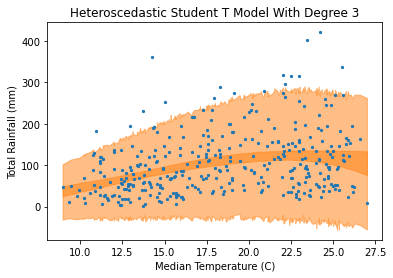 Heteroscedastic Student T Model With Degree 3
400
300
200
100
0
Total Rainfall (mm)
10.0 12.5 15.0 17.5 20.0 22.5 25.0 27.5
Median Temperature (C)